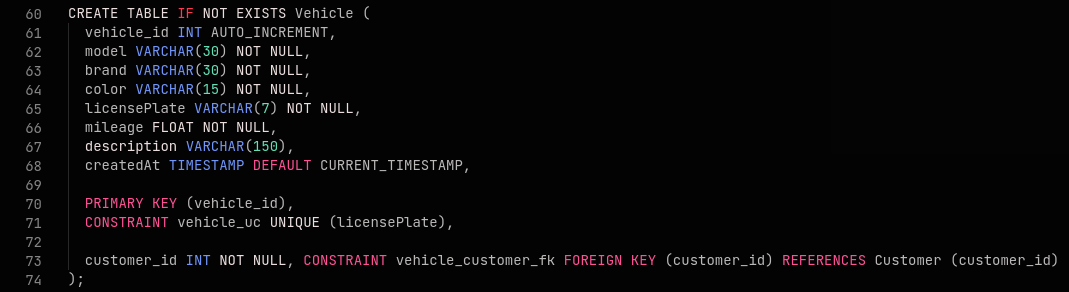 60 CREATE TABLE IF NOT EXISTS Vehicle (
61 vehicle_id INT AUTO_INCREMENT,
62 model VARCHAR(30) NOT NULL,
63 brand VARCHAR(30) NOT NULL,
64 color VARCHAR(15) NOT NULL,
65 licensePlate VARCHAR(7) NOT NULL,
66 mileage FLOAT NOT NULL,
67 description VARCHAR(150),
68 createdAt TIMESTAMP DEFAULT CURRENT_TIMESTAMP,
69
70 PRIMARY KEY (vehicle_id),
71 CONSTRAINT vehicle_uc UNIQUE (licensePlate),
72
73 customer_id INT NOT NULL, CONSTRAINT vehicle_customer_fk FOREIGN KEY (customer_id) REFERENCES Customer (customer_id)
74 );